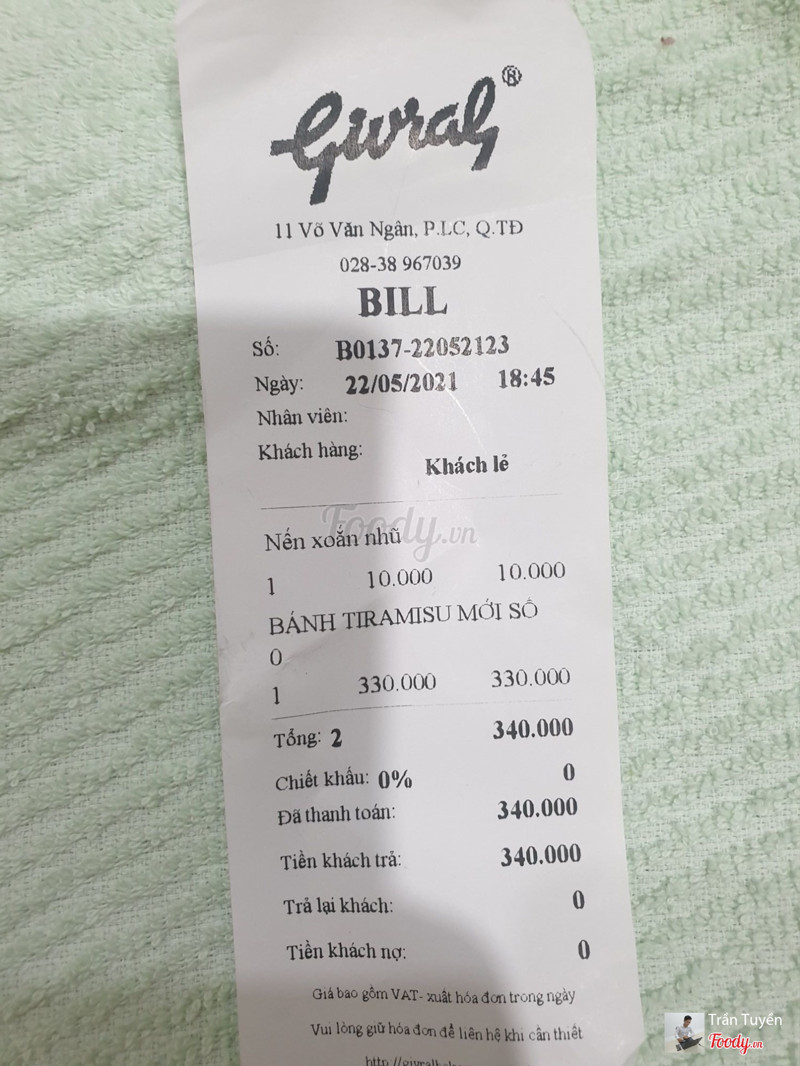 Givral ®
11 Võ Văn Ngân, P.LC, Q.TĐ
028-38 967039
BILL
Số: B0137-22052123
Ngày: 22/05/2021 18:45
Nhân viên:
Khách hàng:
Khách lẻ
Foody.vn
Nến xoắn nhũ
1 10.000 10.000
BÁNH TIRAMISU MỚI SỐ
0
1 330.000 330.000
Tổng: 2 340.000
Chiết khấu: 0% 0
Đã thanh toán: 340.000
Tiền khách trả: 340.000
Trả lại khách: 0
Tiền khách nợ: 0
Giá bao gồm VAT- xuất hóa đơn trong ngày
Vui lòng giữ hóa đơn để liên hệ khi cần thiết
Trần Tuyển
Foody.vn